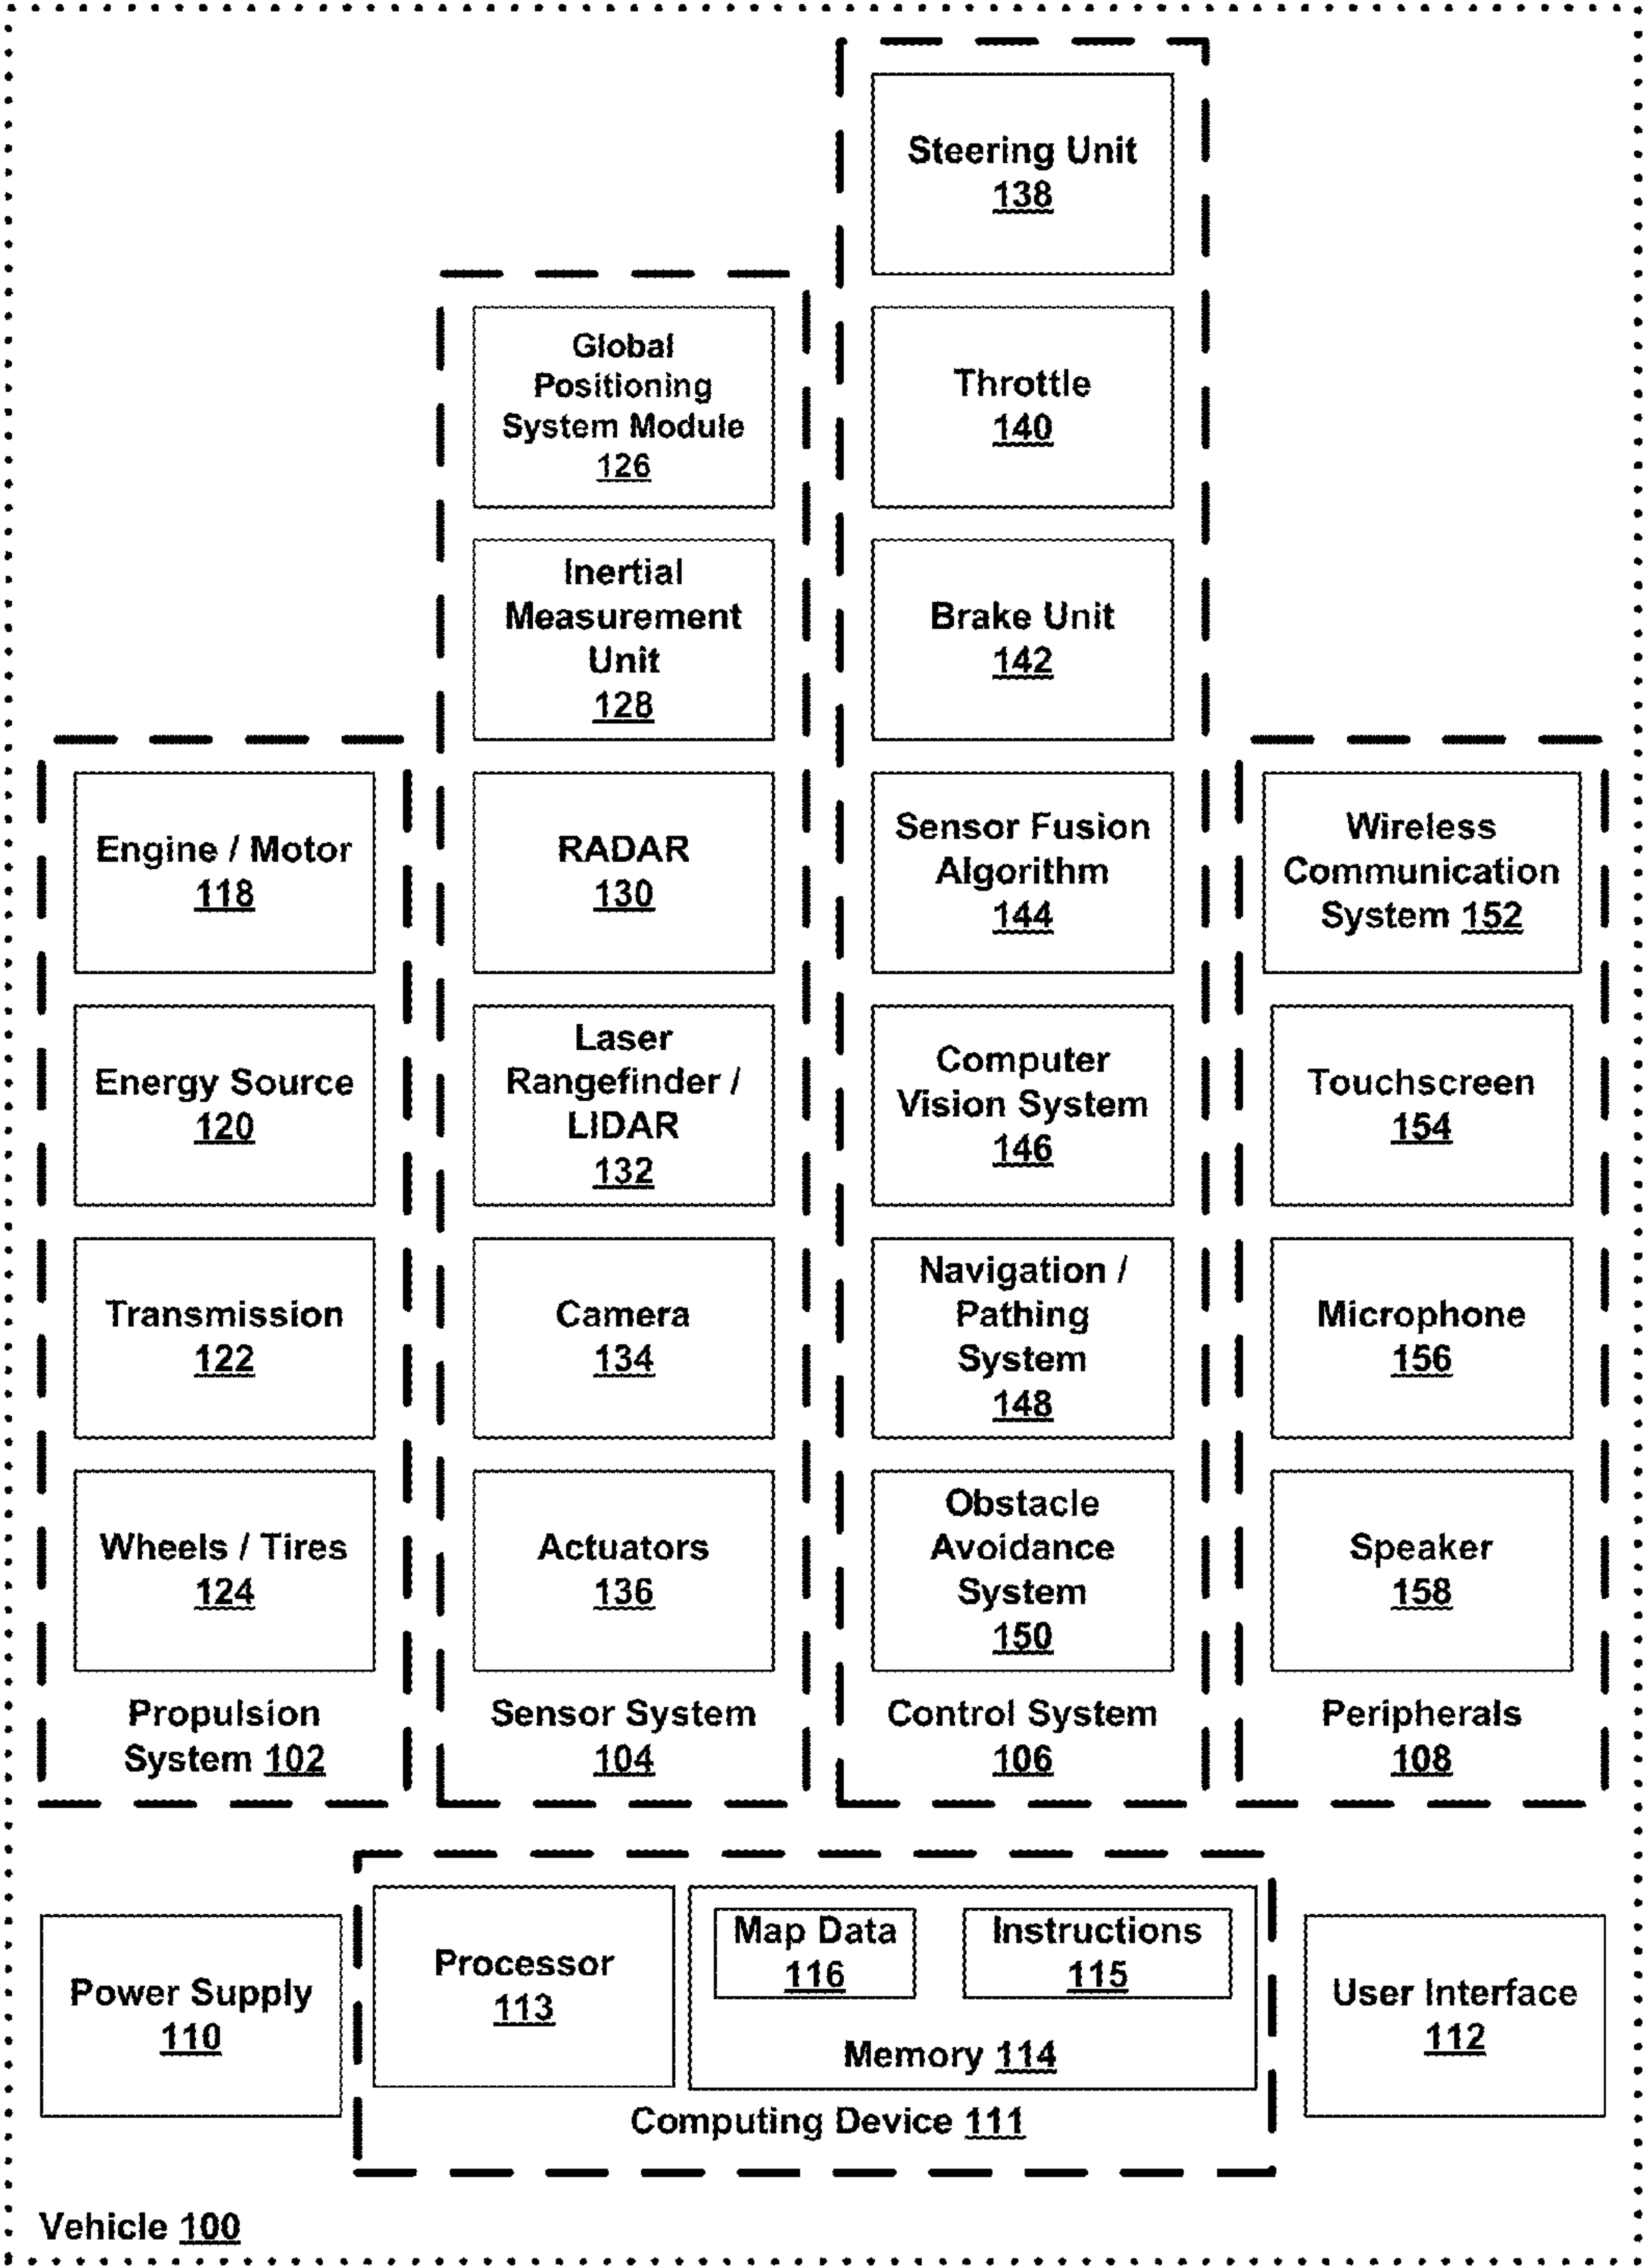 Steering Unit
138
Global
Positioning
System Module
126
Throttle
140
Inertial
Measurement
Unit
128
Brake Unit
142
Engine / Motor
118
RADAR
130
Sensor Fusion
Algorithm
144
Wireless
Communication
System 152
Energy Source
120
Laser
Rangefinder /
LIDAR
132
Computer
Vision System
146
Touchscreen
154
Transmission
122
Camera
134
Navigation /
Pathing
System
148
Microphone
156
Wheels / Tires
124
Actuators
136
Obstacle
Avoidance
System
150
Speaker
158
Propulsion
System 102
Sensor System
104
Control System
106
Peripherals
108
Power Supply
110
Processor
113
Map Data
116
Instructions
115
Memory 114
Computing Device 111
User Interface
112
Vehicle 100